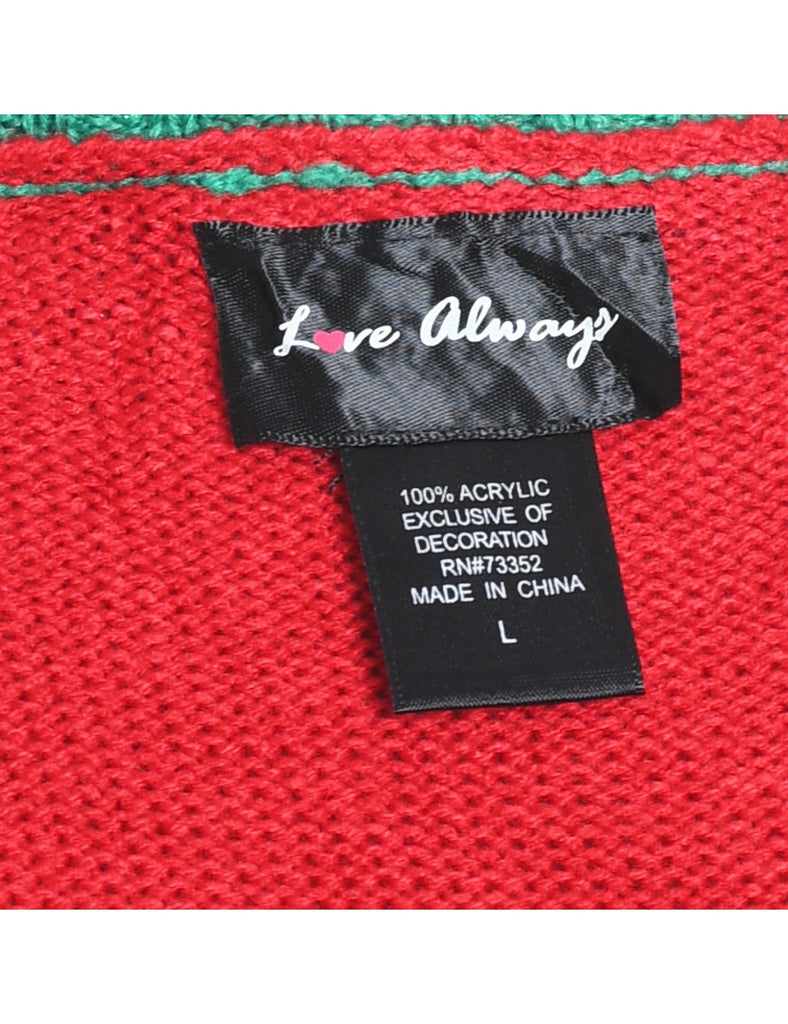 Love Always
100% ACRYLIC
EXCLUSIVE OF
DECORATION
RN#73352
MADE IN CHINA
L